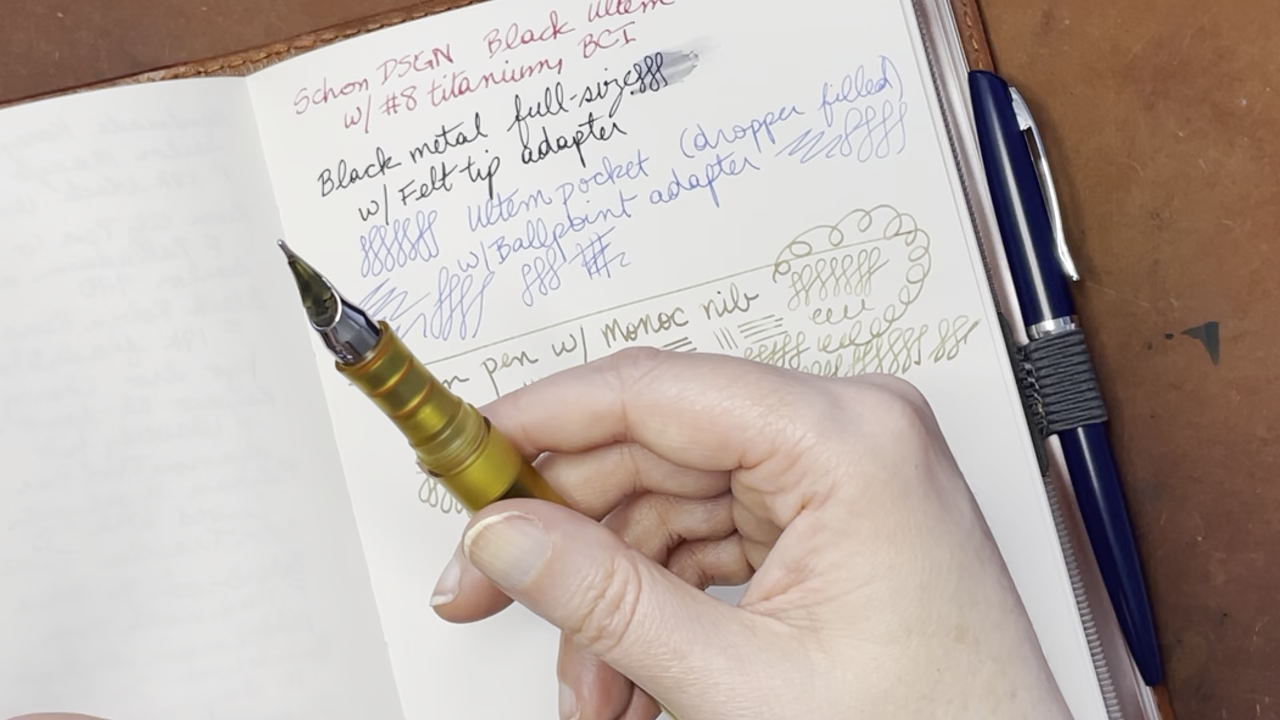 Schon DSGN Black Ultem
w/ #8 titanium, BCI
Black metal full-size
w/ Felt tip adapter
Ultem pocket (dropper filled)
w/ Ballpoint adapter
pen w/ Monoc nib